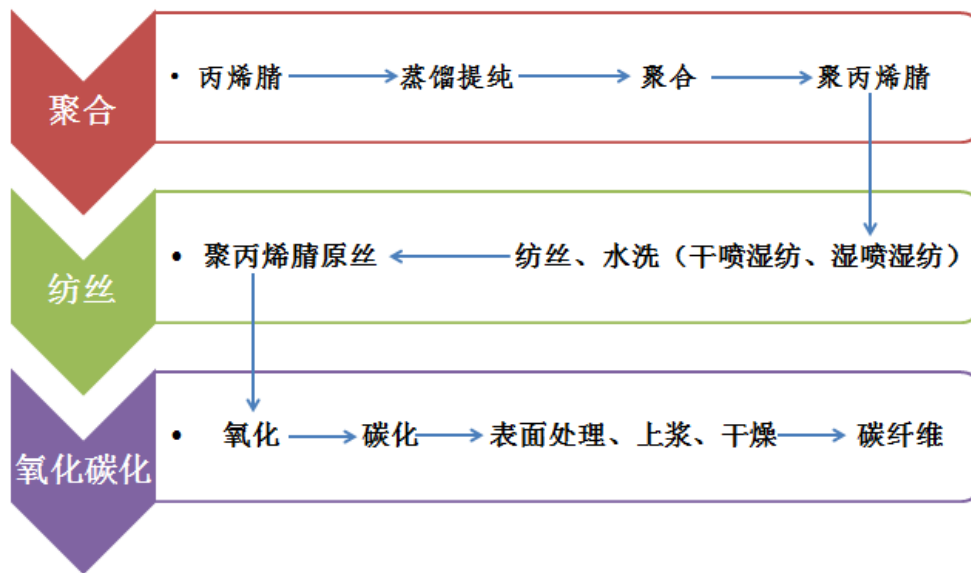 聚合
• 丙烯腈 蒸馏提纯 聚合 聚丙烯腈
纺丝
• 聚丙烯腈原丝 纺丝、水洗（干喷湿纺、湿喷湿纺）
氧化碳化
• 氧化 碳化 表面处理、上浆、干燥 碳纤维